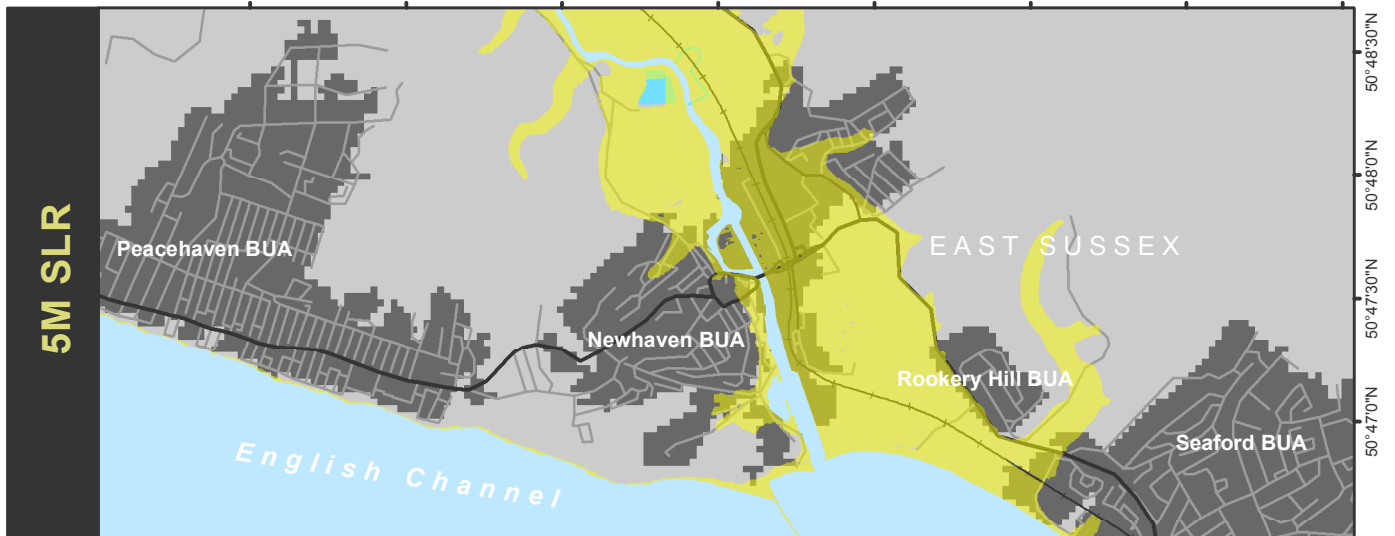 5M SLR
50°48'30"N
50°48'0"N
EAST SUSSEX
Peacehaven BUA
50°47'30"N
Newhaven BUA
Rookery Hill BUA
50°47'0"N
Seaford BUA
English Channel